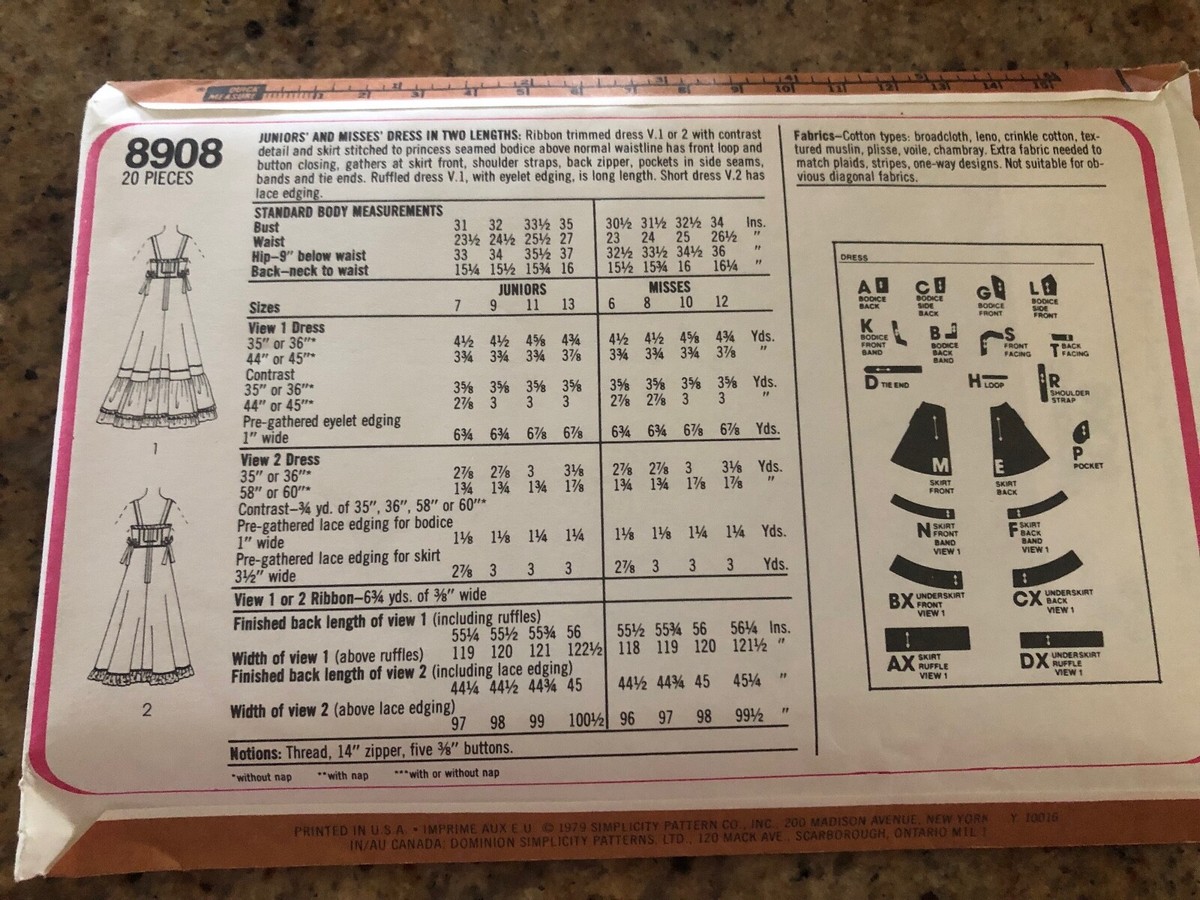 QUICK MEASURE 1 2 3 4 5 6 7 8 9 10 11 12 13 14 15
8908
20 PIECES
JUNIORS' AND MISSES' DRESS IN TWO LENGTHS: Ribbon trimmed dress V.1 or 2 with contrast
detail and skirt stitched to princess seamed bodice above normal waistline has front loop and
button closing, gathers at skirt front, shoulder straps, back zipper, pockets in side seams,
bands and tie ends. Ruffled dress V.1, with eyelet edging, is long length. Short dress V.2 has
lace edging.
STANDARD BODY MEASUREMENTS
Bust 31 32 33½ 35 30½ 31½ 32½ 34 Ins.
Waist 23½ 24½ 25½ 27 23 24 25 26½ "
Hip–9" below waist 33 34 35½ 37 32½ 33½ 34½ 36 "
Back–neck to waist 15¼ 15½ 15¾ 16 15½ 15¾ 16 16¼ "
JUNIORS MISSES
Sizes 7 9 11 13 6 8 10 12
View 1 Dress
35" or 36"* 4½ 4½ 4⅝ 4¾ 4½ 4½ 4⅝ 4¾ Yds.
44" or 45"* 3¾ 3¾ 3¾ 3⅞ 3¾ 3¾ 3¾ 3⅞ "
Contrast
35" or 36"* 3⅝ 3⅝ 3⅝ 3⅝ 3⅝ 3⅝ 3⅝ 3⅝ Yds.
44" or 45"* 2⅞ 3 3 3 2⅞ 2⅞ 3 3 "
Pre-gathered eyelet edging
1" wide 6¾ 6¾ 6⅞ 6⅞ 6¾ 6¾ 6⅞ 6⅞ Yds.
View 2 Dress
35" or 36"* 2⅞ 2⅞ 3 3⅛ 2⅞ 2⅞ 3 3⅛ Yds.
58" or 60"* 1¾ 1¾ 1¾ 1⅞ 1¾ 1¾ 1⅞ 1⅞ "
Contrast–¾ yd. of 35", 36", 58" or 60"*
Pre-gathered lace edging for bodice
1" wide 1⅛ 1⅛ 1¼ 1¼ 1⅛ 1⅛ 1¼ 1¼ Yds.
Pre-gathered lace edging for skirt
3½" wide 2⅞ 3 3 3 2⅞ 3 3 3 Yds.
View 1 or 2 Ribbon–6¾ yds. of ⅜" wide
Finished back length of view 1 (including ruffles)
55¼ 55½ 55¾ 56 55½ 55¾ 56 56¼ Ins.
Width of view 1 (above ruffles) 119 120 121 122½ 118 119 120 121½ "
Finished back length of view 2 (including lace edging)
44¼ 44½ 44¾ 45 44½ 44¾ 45 45¼ "
Width of view 2 (above lace edging)
97 98 99 100½ 96 97 98 99½ "
Notions: Thread, 14" zipper, five ⅜" buttons.
*without nap **with nap ***with or without nap
1
2
Fabrics–Cotton types: broadcloth, leno, crinkle cotton, tex-
tured muslin, plisse, voile, chambray. Extra fabric needed to
match plaids, stripes, one-way designs. Not suitable for ob-
vious diagonal fabrics.
DRESS
A BODICE BACK
C BODICE SIDE BACK
G BODICE FRONT
L BODICE SIDE FRONT
K BODICE FRONT BAND
B BODICE BACK BAND
S FRONT FACING
T BACK FACING
D TIE END
H LOOP
R SHOULDER STRAP
M SKIRT FRONT
E SKIRT BACK
P POCKET
N SKIRT FRONT BAND VIEW 1
F SKIRT BACK BAND VIEW 1
BX UNDERSKIRT FRONT VIEW 1
CX UNDERSKIRT BACK VIEW 1
AX SKIRT RUFFLE VIEW 1
DX UNDERSKIRT RUFFLE VIEW 1
PRINTED IN U.S.A. • IMPRIME AUX E.U. © 1979 SIMPLICITY PATTERN CO., INC., 200 MADISON AVENUE, NEW YORK Y 10016
IN/AU CANADA; DOMINION SIMPLICITY PATTERNS, LTD., 120 MACK AVE. SCARBOROUGH, ONTARIO M1L